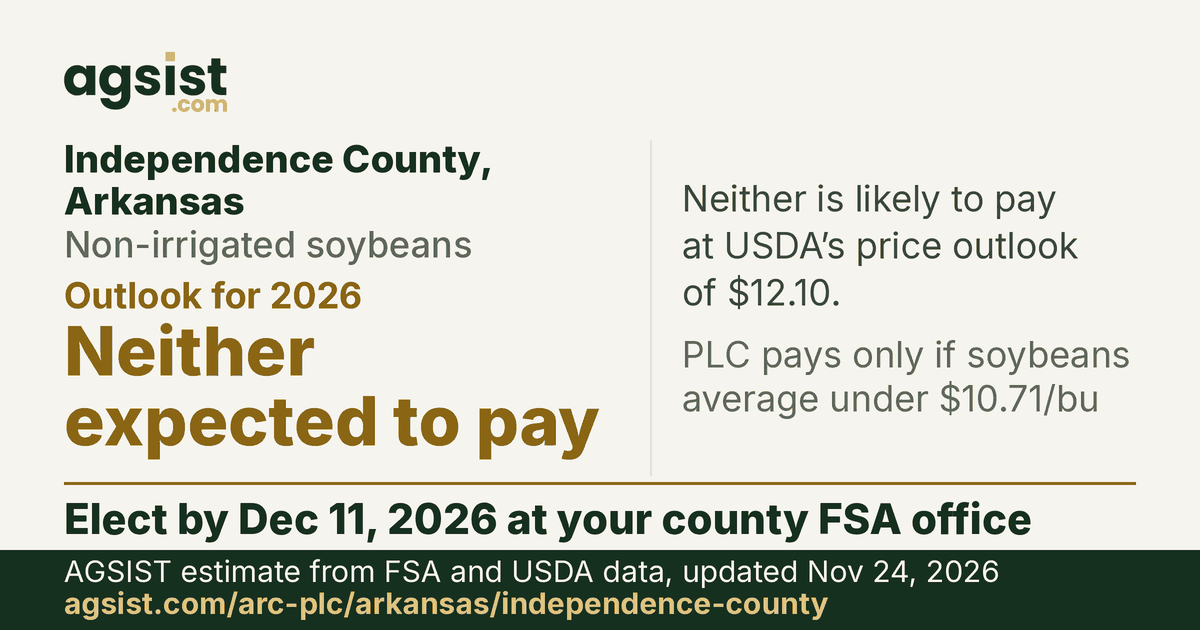 agsist
.com
Independence County,
Arkansas
Non-irrigated soybeans
Outlook for 2026
Neither
expected to pay
Neither is likely to pay
at USDA’s price outlook
of $12.10.
PLC pays only if soybeans
average under $10.71/bu
Elect by Dec 11, 2026 at your county FSA office
AGSIST estimate from FSA and USDA data, updated Nov 24, 2026
agsist.com/arc-plc/arkansas/independence-county